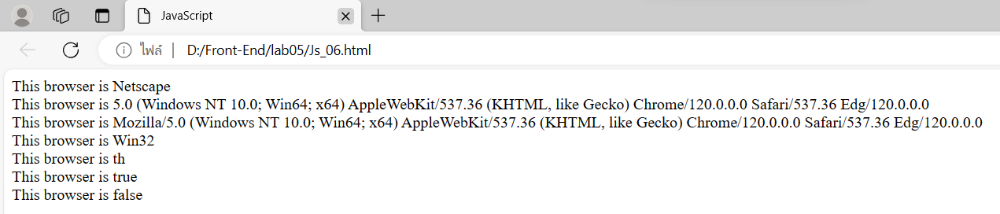 JavaScript
ไฟล์ | D:/Front-End/lab05/Js_06.html
This browser is Netscape
This browser is 5.0 (Windows NT 10.0; Win64; x64) AppleWebKit/537.36 (KHTML, like Gecko) Chrome/120.0.0.0 Safari/537.36 Edg/120.0.0.0
This browser is Mozilla/5.0 (Windows NT 10.0; Win64; x64) AppleWebKit/537.36 (KHTML, like Gecko) Chrome/120.0.0.0 Safari/537.36 Edg/120.0.0.0
This browser is Win32
This browser is th
This browser is true
This browser is false